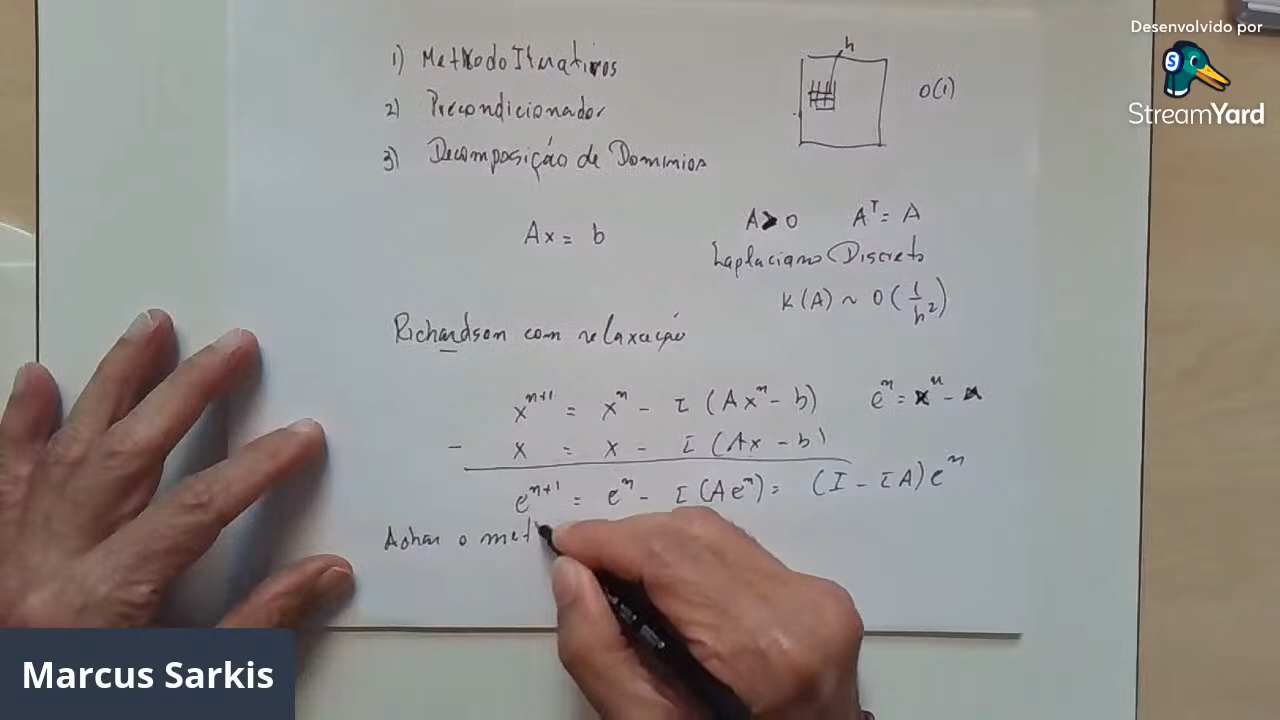 Desenvolvido por
StreamYard
1) Methodo Iterativos
2) Precondicionador
3) Decomposição de Dominios
h
O(1)
Ax = b
A > 0 Aᵀ = A
Laplaciano Discreto
K(A) ~ O(1/h²)
Richardson com relaxação
xⁿ⁺¹ = xⁿ - τ (Axⁿ - b) eⁿ = xⁿ - x
- x = x - τ (Ax - b)
eⁿ⁺¹ = eⁿ - τ (Aeⁿ) = (I - τA) eⁿ
Achar o met
Marcus Sarkis